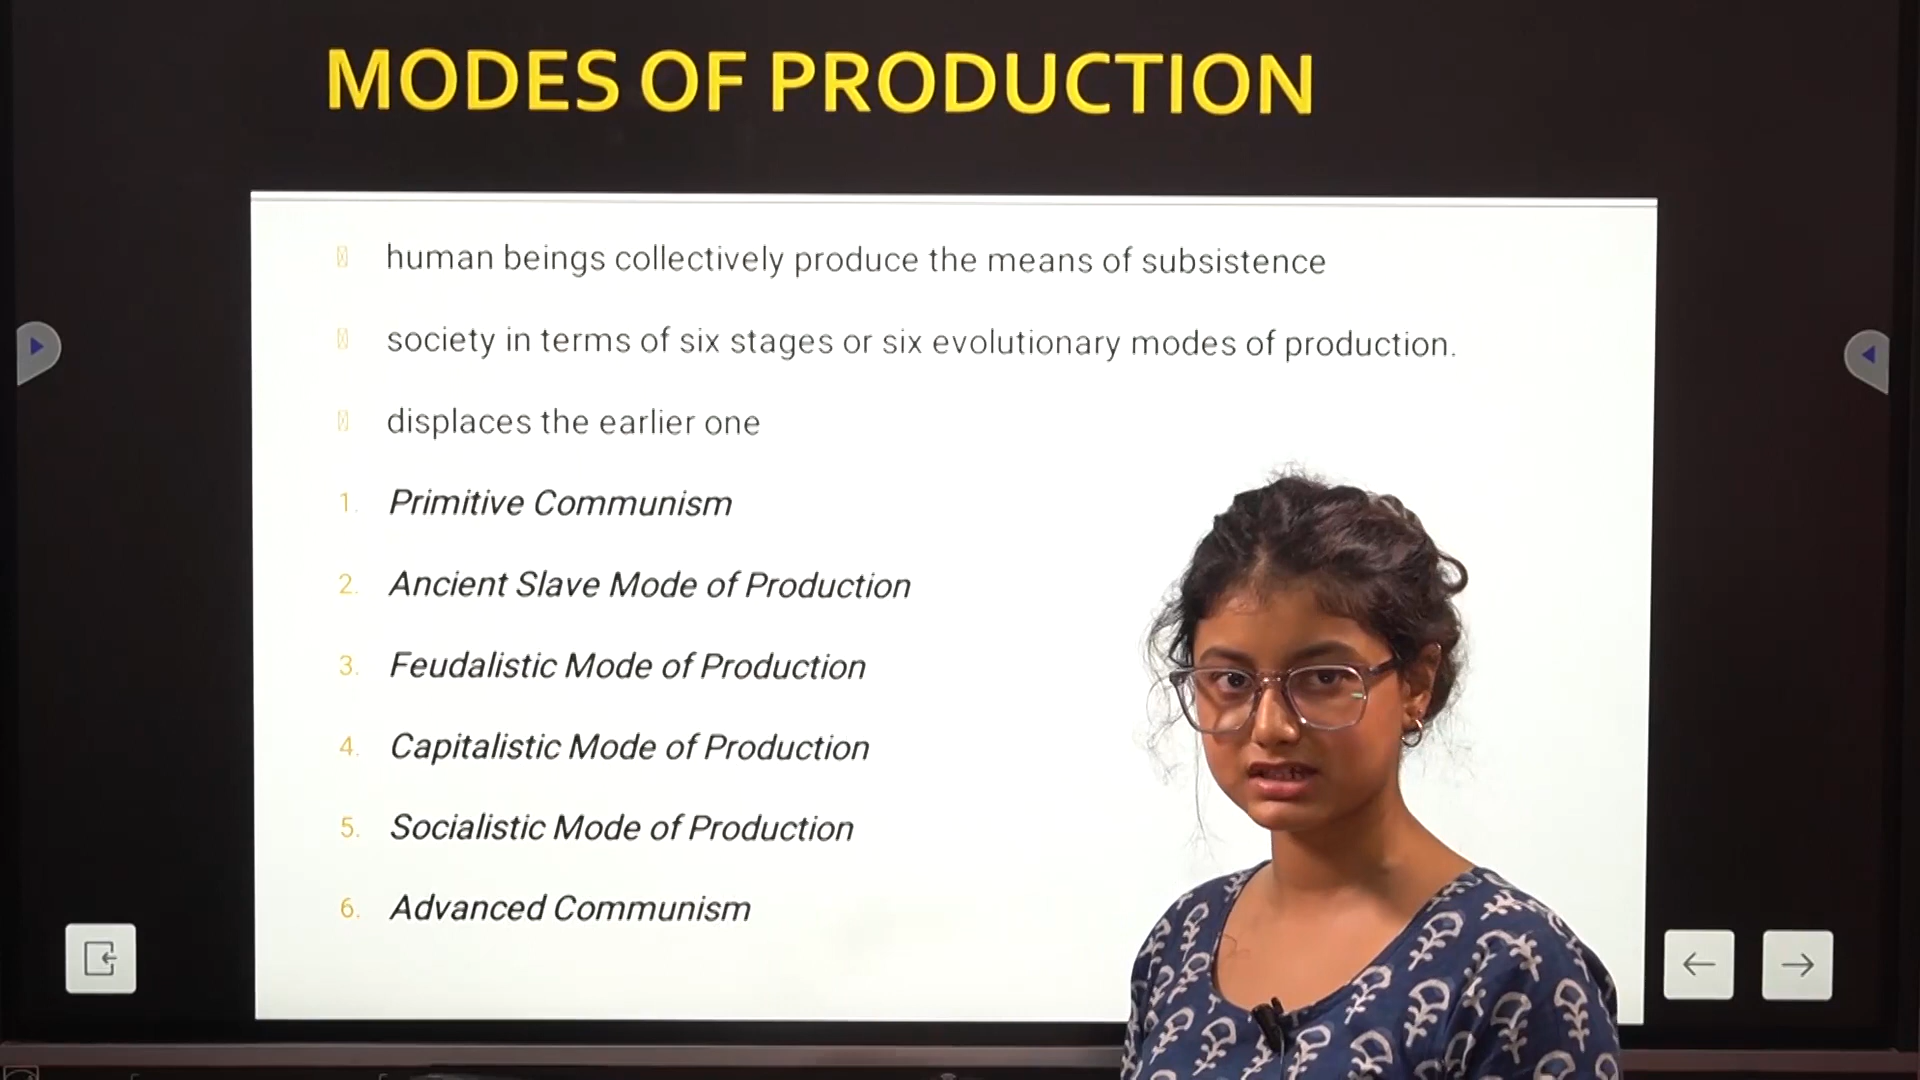 MODES OF PRODUCTION
human beings collectively produce the means of subsistence
society in terms of six stages or six evolutionary modes of production.
displaces the earlier one
1. Primitive Communism
2. Ancient Slave Mode of Production
3. Feudalistic Mode of Production
4. Capitalistic Mode of Production
5. Socialistic Mode of Production
6. Advanced Communism